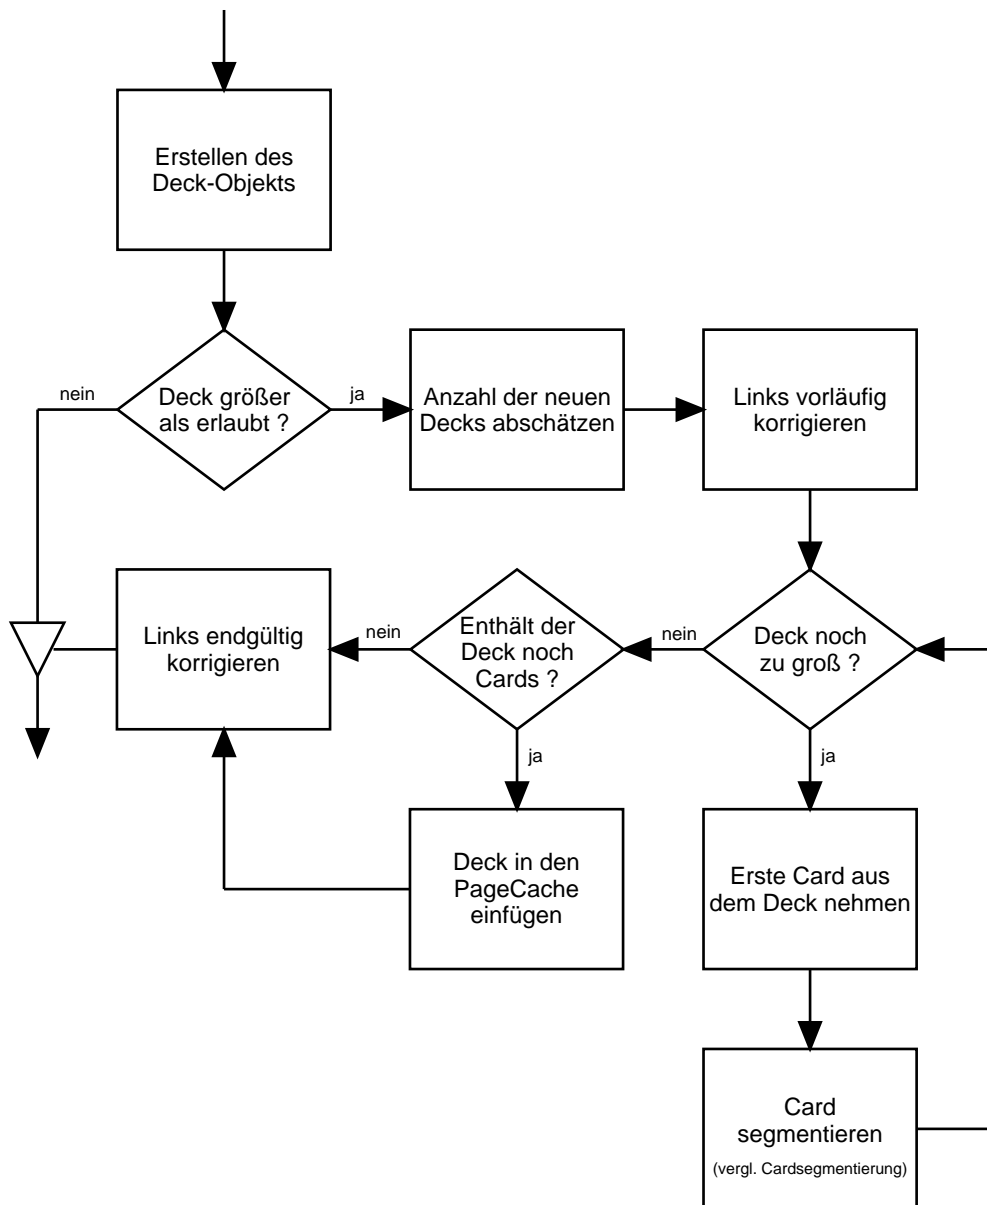 Erstellen des
Deck-Objekts
nein
Deck größer
als erlaubt ?
ja
Anzahl der neuen
Decks abschätzen
Links vorläufig
korrigieren
Links endgültig
korrigieren
nein
Enthält der
Deck noch
Cards ?
nein
Deck noch
zu groß ?
ja
ja
Deck in den
PageCache
einfügen
Erste Card aus
dem Deck nehmen
Card
segmentieren
(vergl. Cardsegmentierung)